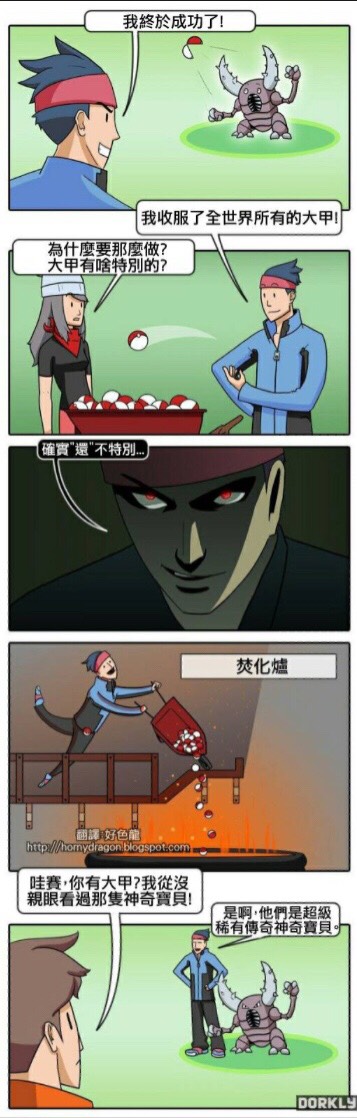 我終於成功了!
我收服了全世界所有的大甲!
為什麼要那麼做?
大甲有啥特別的?
確實"還"不特別...
焚化爐
翻譯:好色龍
http://hornydragon.blogspot.com/
哇賽,你有大甲?我從沒
親眼看過那隻神奇寶貝!
是啊,他們是超級
稀有傳奇神奇寶貝。
DORKLY